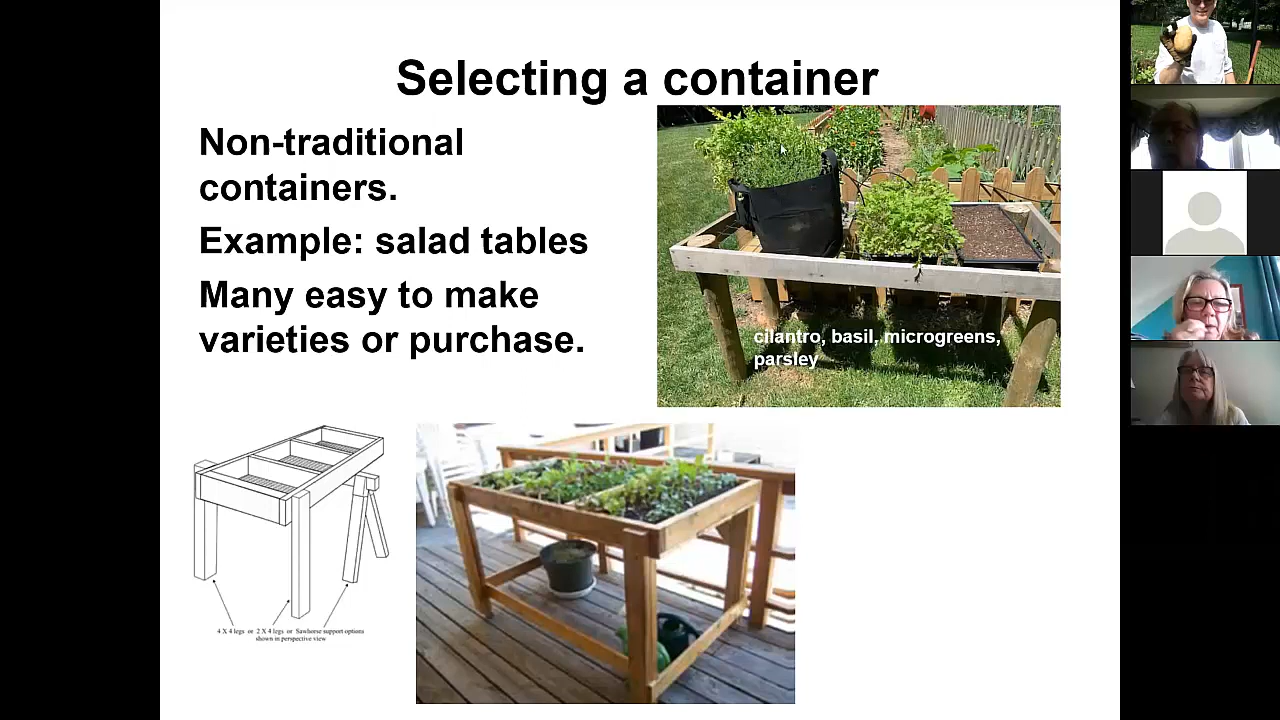 Selecting a container
Non-traditional
containers.
Example: salad tables
Many easy to make
varieties or purchase.
cilantro, basil, microgreens,
parsley
4 X 4 legs or 2 X 4 legs or Sawhorse support options
shown in perspective view